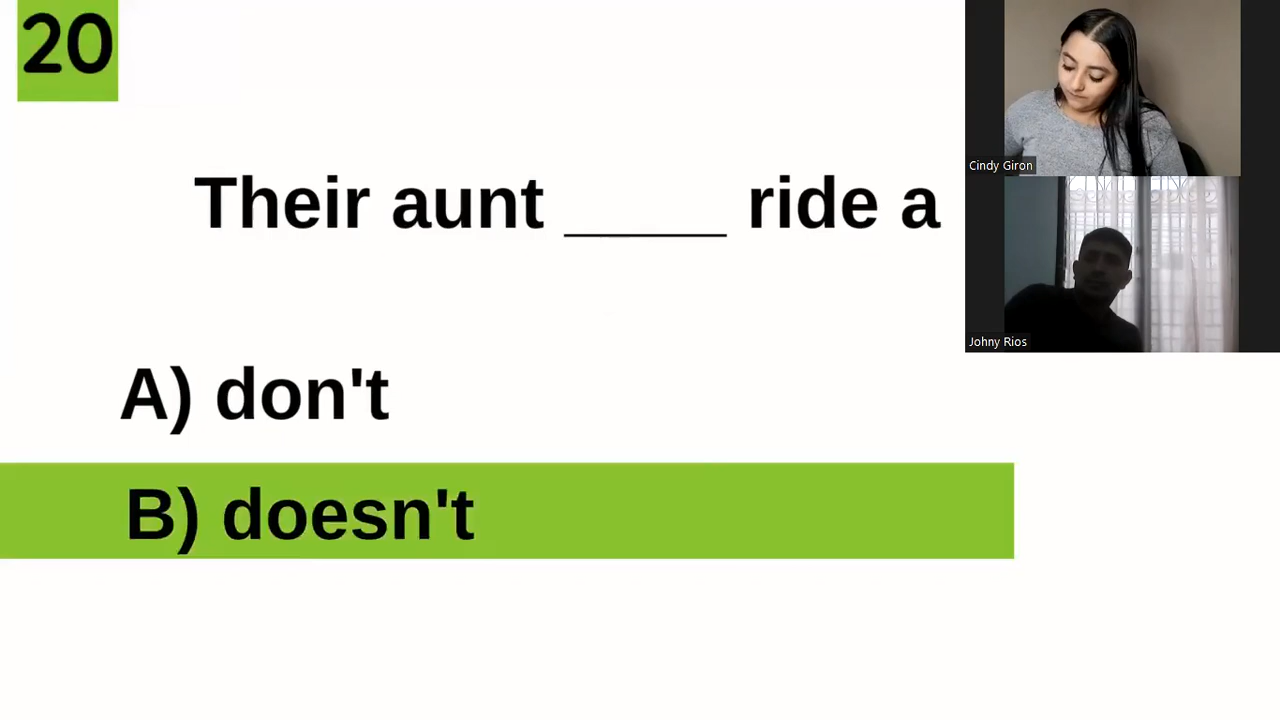 20
Their aunt _____ ride a
A) don't
B) doesn't
Cindy Giron
Johny Rios